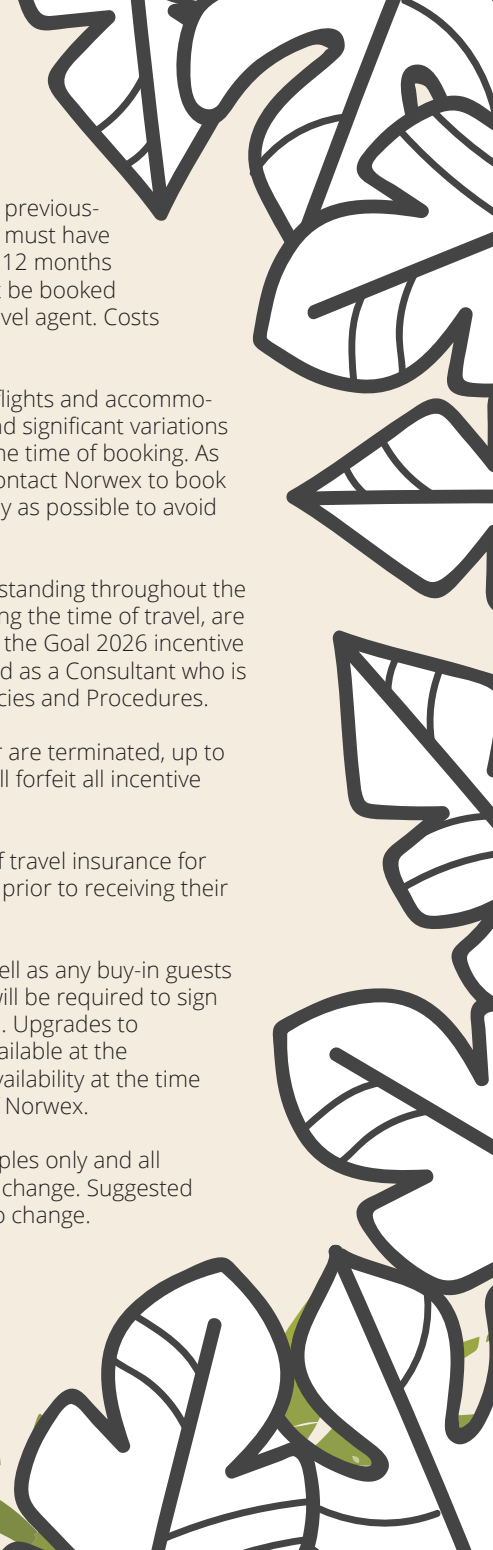 previous-
must have
12 months
be booked
vel agent. Costs
lights and accommo-
d significant variations
he time of booking. As
ontact Norwex to book
y as possible to avoid
standing throughout the
ing the time of travel, are
the Goal 2026 incentive
d as a Consultant who is
cies and Procedures.
r are terminated, up to
ll forfeit all incentive
f travel insurance for
prior to receiving their
ell as any buy-in guests
will be required to sign
. Upgrades to
ailable at the
vailability at the time
Norwex.
ples only and all
change. Suggested
o change.